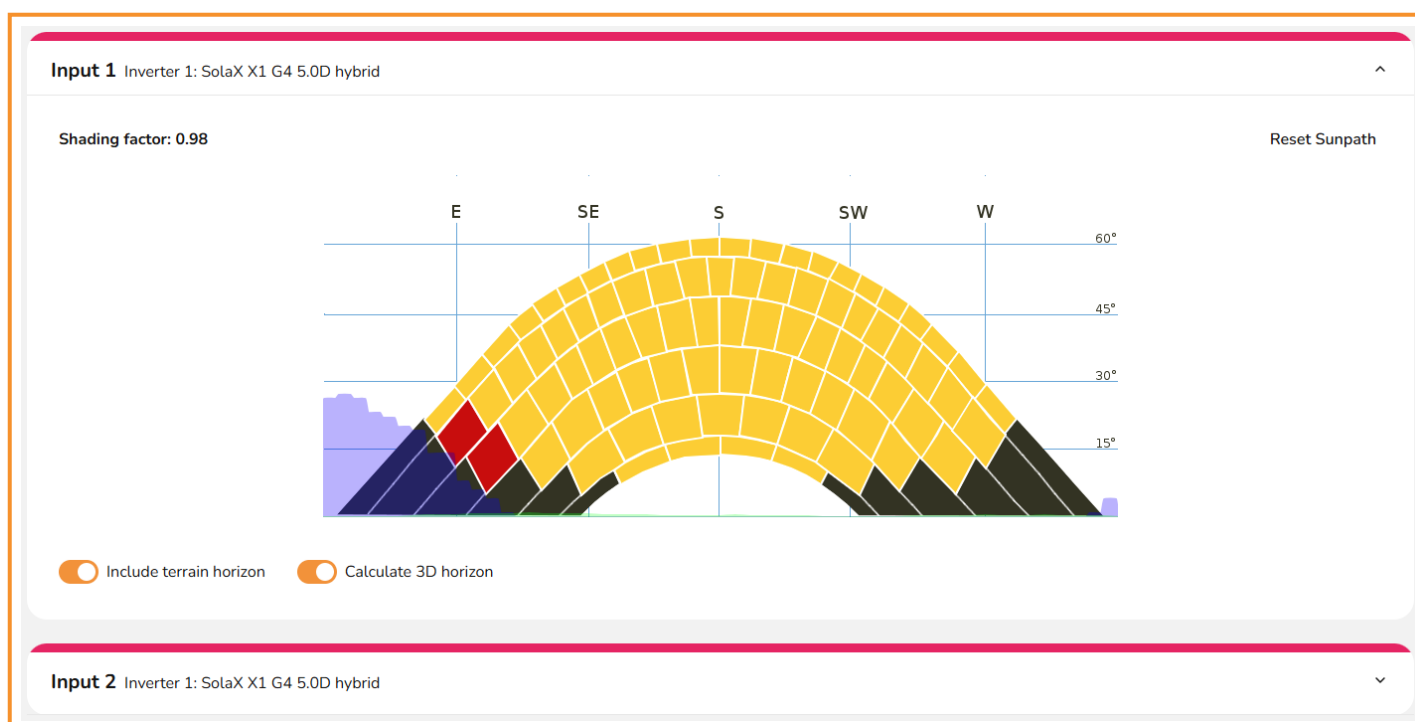 Input 1 Inverter 1: SolaX X1 G4 5.0D hybrid
Shading factor: 0.98
Reset Sunpath
E SE S SW W
60°
45°
30°
15°
Include terrain horizon
Calculate 3D horizon
Input 2 Inverter 1: SolaX X1 G4 5.0D hybrid